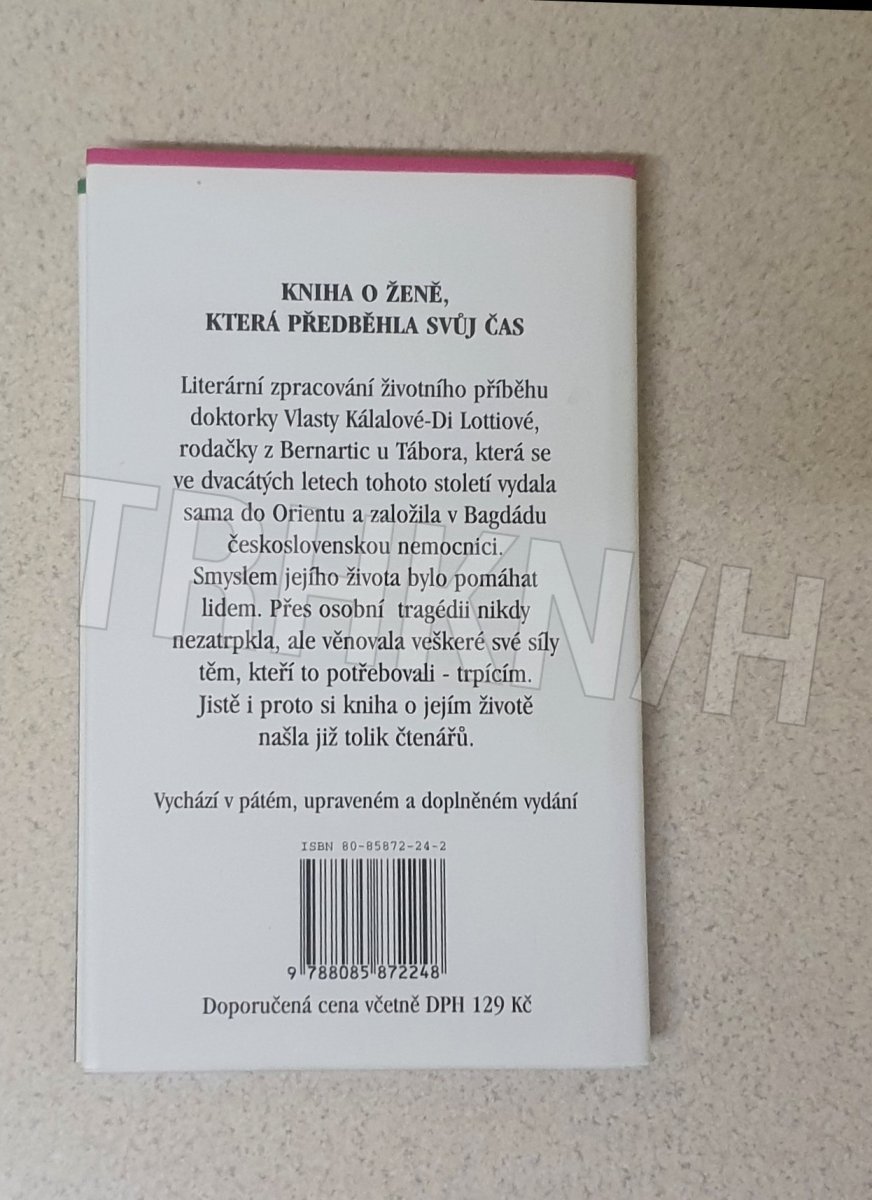 KNIHA O ŽENĚ,
KTERÁ PŘEDBĚHLA SVŮJ ČAS
Literární zpracování životního příběhu
doktorky Vlasty Kálalové-Di Lottiové,
rodačky z Bernartic u Tábora, která se
ve dvacátých letech tohoto století vydala
sama do Orientu a založila v Bagdádu
československou nemocnici.
Smyslem jejího života bylo pomáhat
lidem. Přes osobní tragédii nikdy
nezatrpkla, ale věnovala veškeré své síly
těm, kteří to potřebovali - trpícím.
Jistě i proto si kniha o jejím životě
našla již tolik čtenářů.
Vychází v pátém, upraveném a doplněném vydání
ISBN 80-85872-24-2
9 788085 872248
Doporučená cena včetně DPH 129 Kč
TRHKNIH